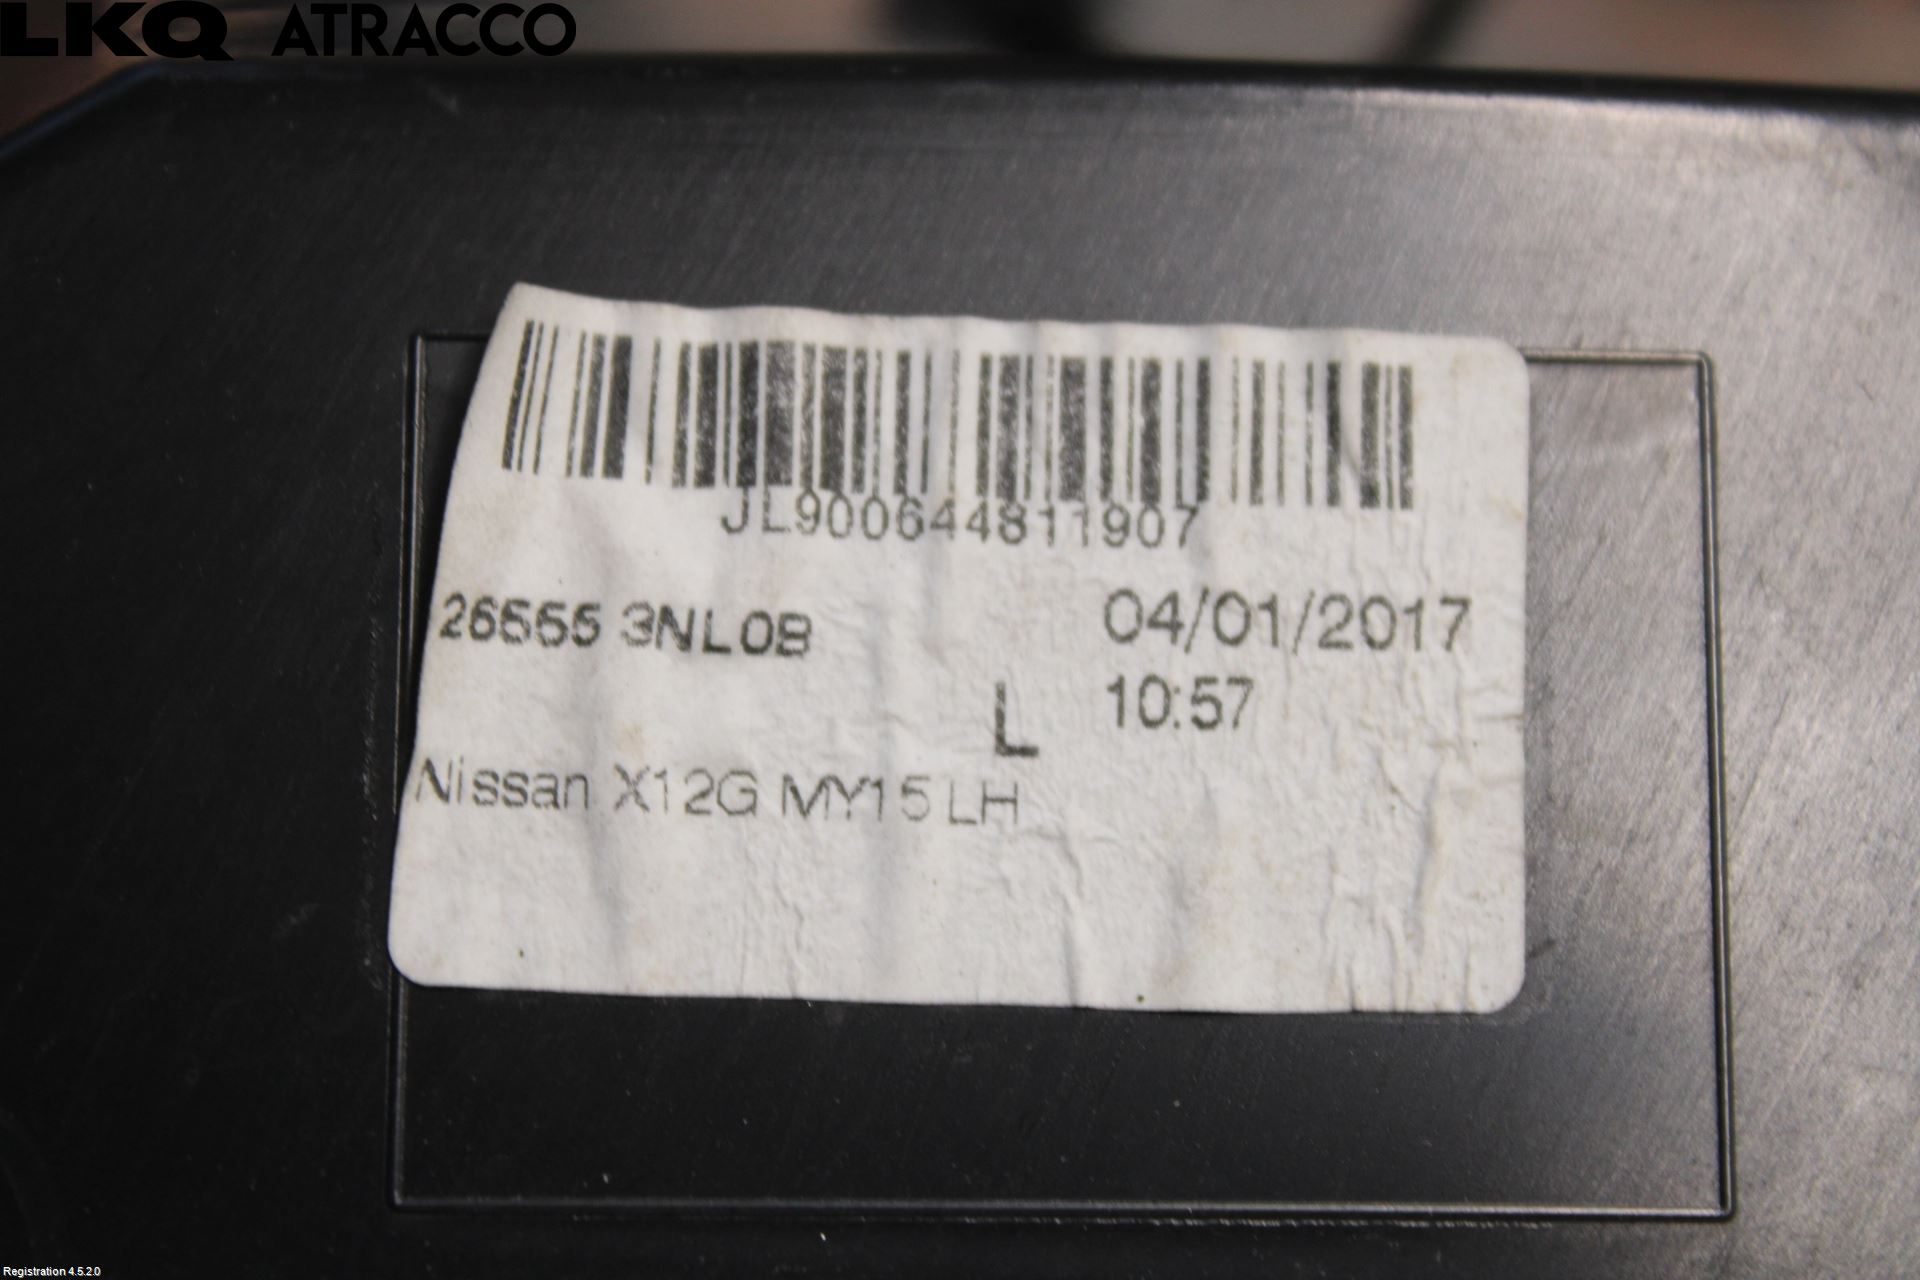 LKQ ATRACCO
JL900644811907
26555 3NL0B
04/01/2017
L
10:57
Nissan X12G MY15 LH
Registration 4.5.2.0